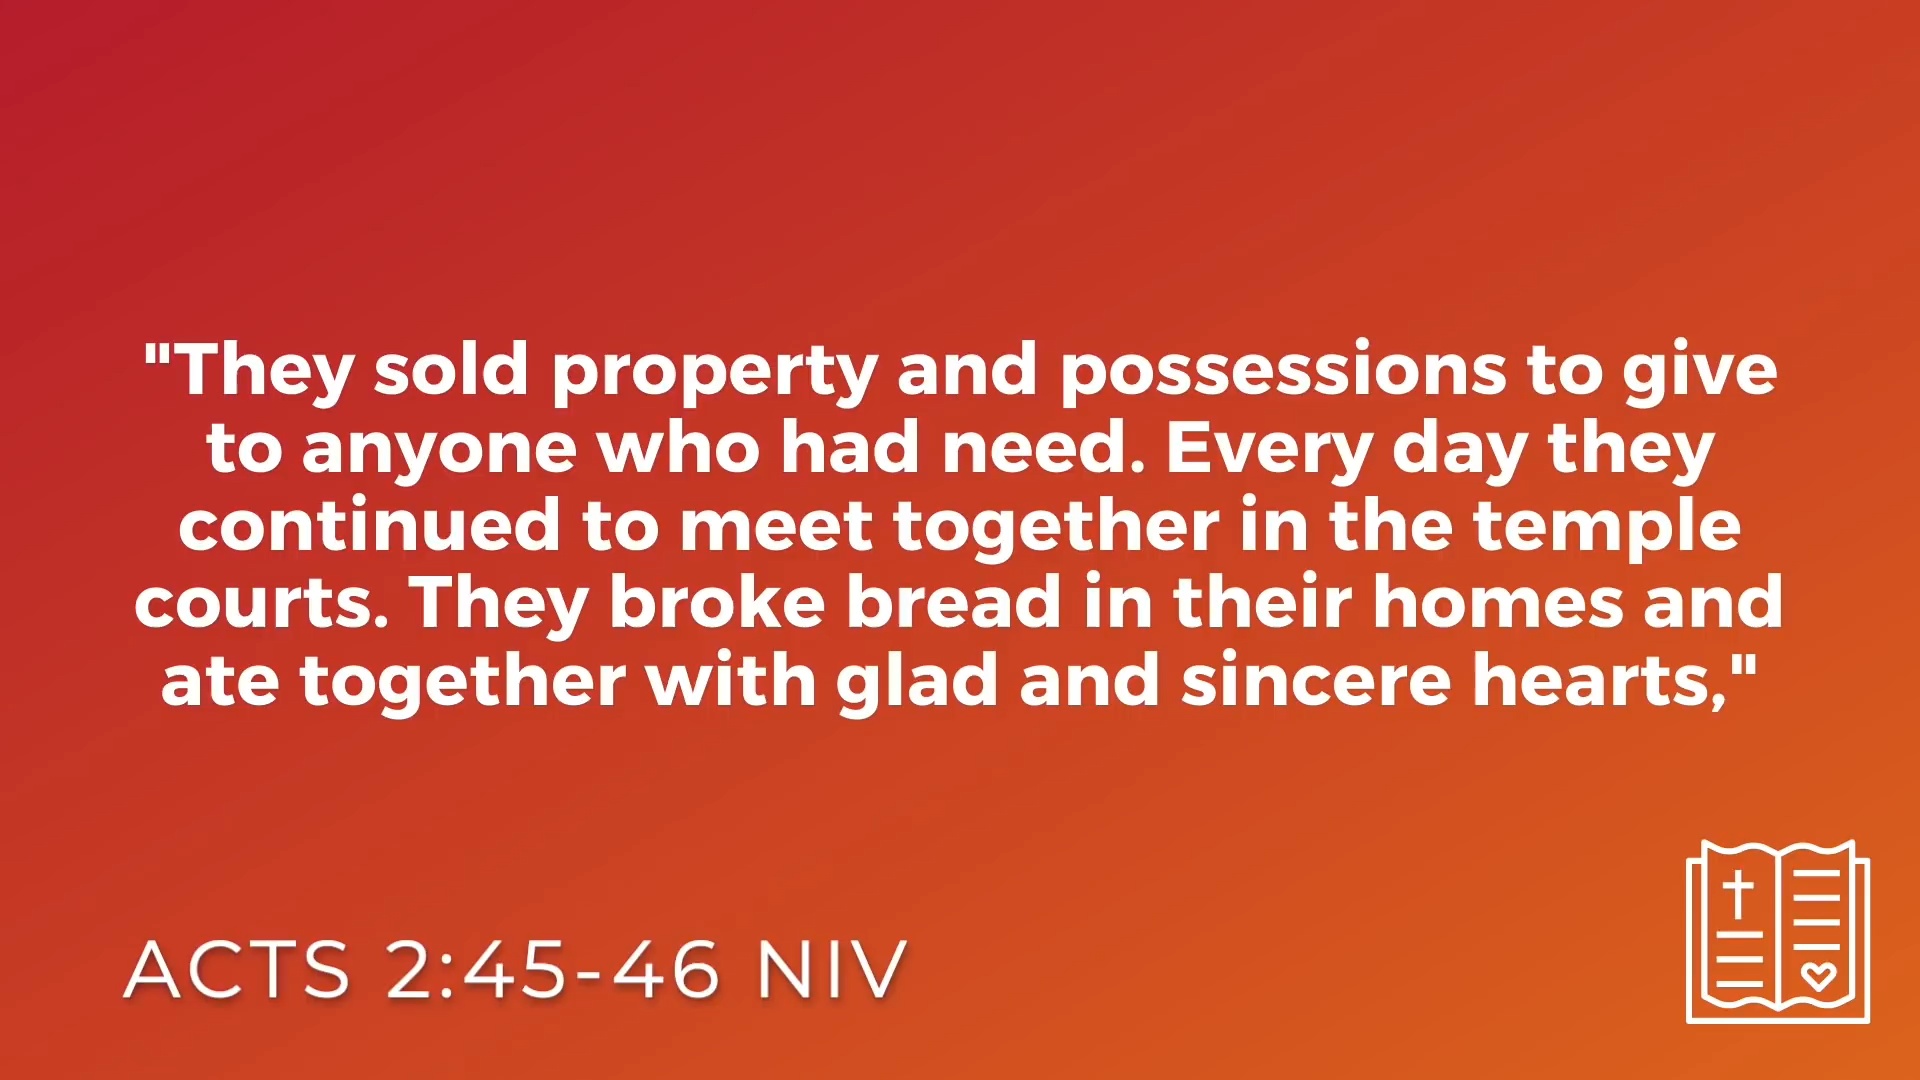 "They sold property and possessions to give
to anyone who had need. Every day they
continued to meet together in the temple
courts. They broke bread in their homes and
ate together with glad and sincere hearts,"
ACTS 2:45-46 NIV